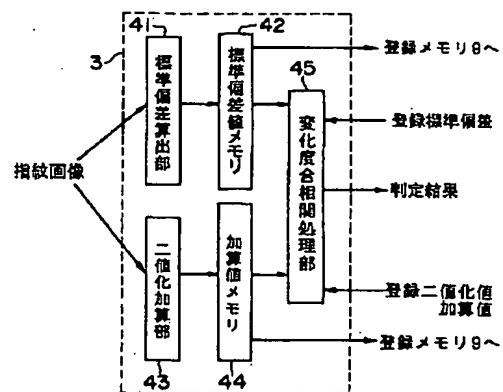 41
42
3
標準偏差算出部
標準偏差値メモリ
45
登録メモリ9へ
変化度合相関処理部
登録標準偏差
指紋画像
判定結果
二値化加算部
加算値メモリ
登録二値化値
加算値
登録メモリ9へ
43
44